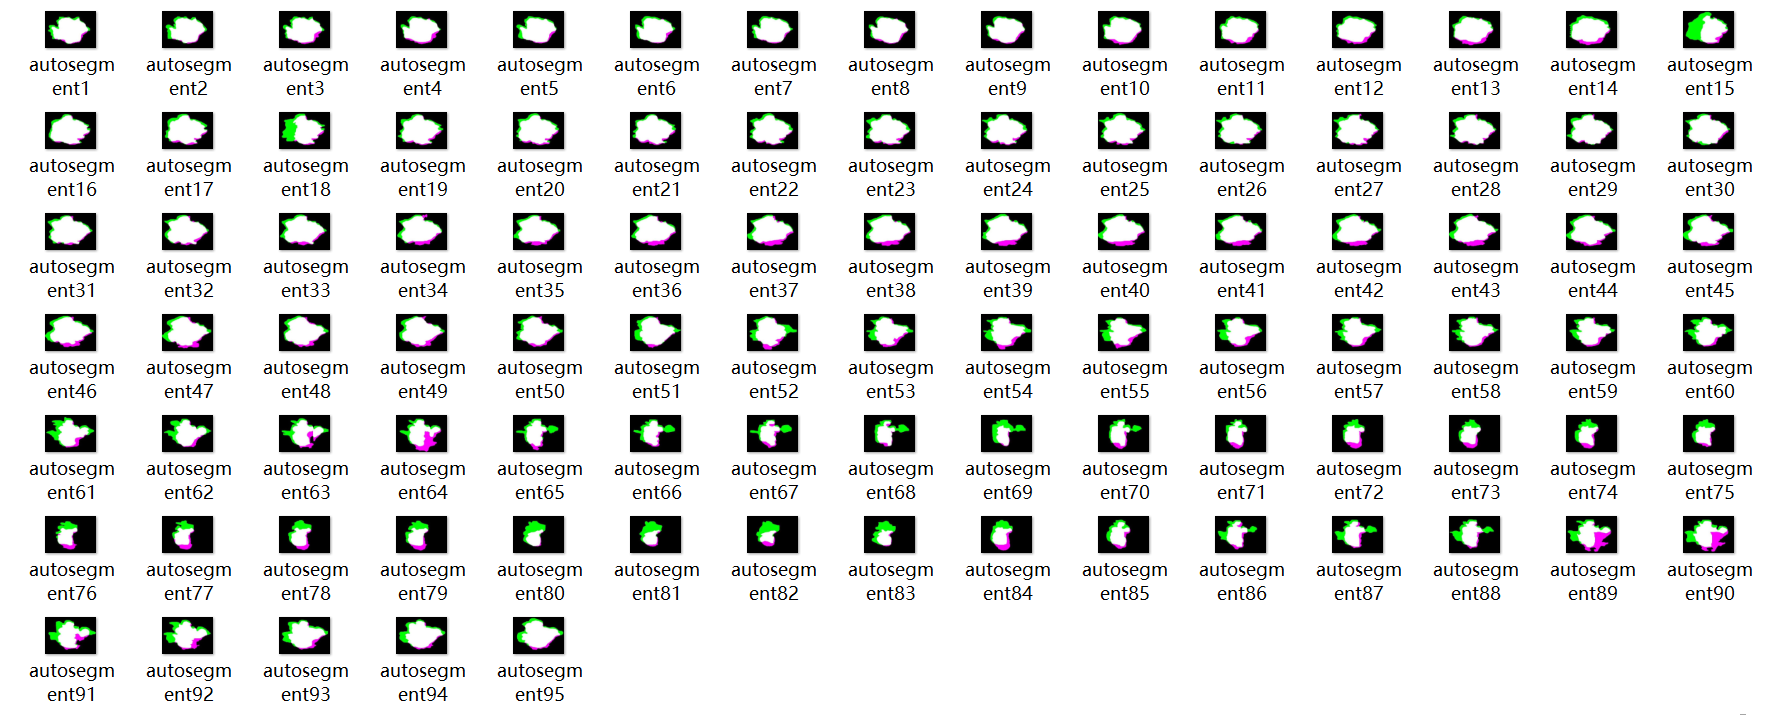 autosegm autosegm autosegm autosegm autosegm autosegm autosegm autosegm autosegm autosegm autosegm autosegm autosegm autosegm autosegm
ent1 ent2 ent3 ent4 ent5 ent6 ent7 ent8 ent9 ent10 ent11 ent12 ent13 ent14 ent15
autosegm autosegm autosegm autosegm autosegm autosegm autosegm autosegm autosegm autosegm autosegm autosegm autosegm autosegm autosegm
ent16 ent17 ent18 ent19 ent20 ent21 ent22 ent23 ent24 ent25 ent26 ent27 ent28 ent29 ent30
autosegm autosegm autosegm autosegm autosegm autosegm autosegm autosegm autosegm autosegm autosegm autosegm autosegm autosegm autosegm
ent31 ent32 ent33 ent34 ent35 ent36 ent37 ent38 ent39 ent40 ent41 ent42 ent43 ent44 ent45
autosegm autosegm autosegm autosegm autosegm autosegm autosegm autosegm autosegm autosegm autosegm autosegm autosegm autosegm autosegm
ent46 ent47 ent48 ent49 ent50 ent51 ent52 ent53 ent54 ent55 ent56 ent57 ent58 ent59 ent60
autosegm autosegm autosegm autosegm autosegm autosegm autosegm autosegm autosegm autosegm autosegm autosegm autosegm autosegm autosegm
ent61 ent62 ent63 ent64 ent65 ent66 ent67 ent68 ent69 ent70 ent71 ent72 ent73 ent74 ent75
autosegm autosegm autosegm autosegm autosegm autosegm autosegm autosegm autosegm autosegm autosegm autosegm autosegm autosegm autosegm
ent76 ent77 ent78 ent79 ent80 ent81 ent82 ent83 ent84 ent85 ent86 ent87 ent88 ent89 ent90
autosegm autosegm autosegm autosegm autosegm
ent91 ent92 ent93 ent94 ent95